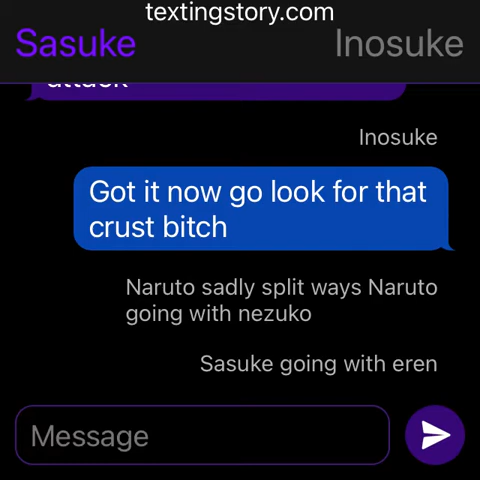 textingstory.com
Sasuke Inosuke
attack
Inosuke
Got it now go look for that
crust bitch
Naruto sadly split ways Naruto
going with nezuko
Sasuke going with eren
Message